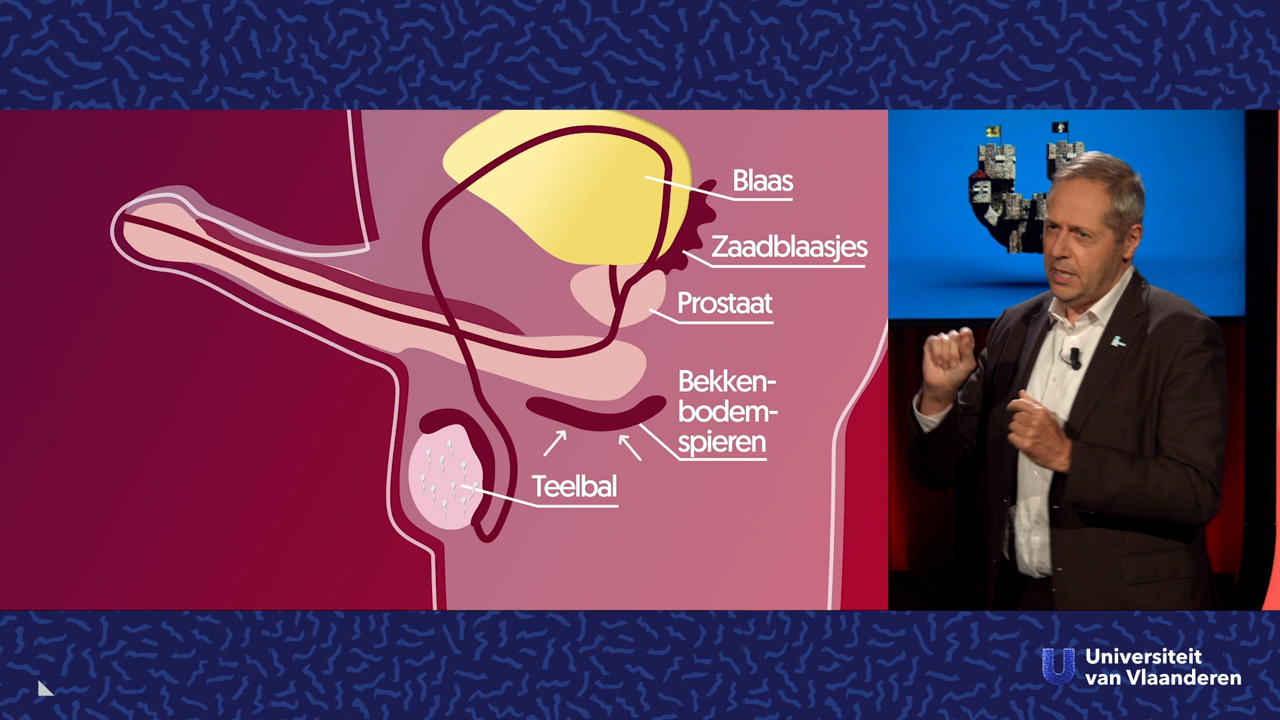 Blaas
Zaadblaasjes
Prostaat
Bekken-
bodem-
spieren
Teelbal
Universiteit
van Vlaanderen